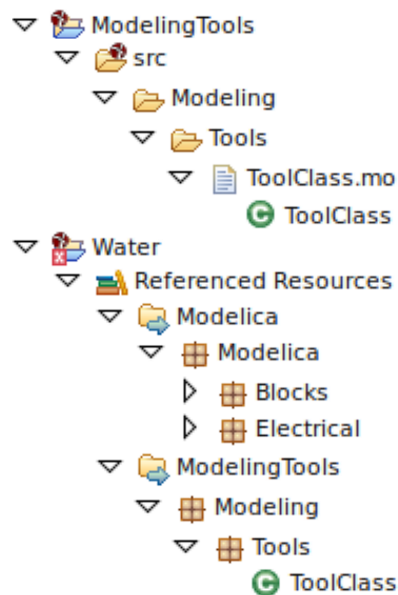 ModelingTools
src
Modeling
Tools
ToolClass.mo
ToolClass
Water
Referenced Resources
Modelica
Modelica
Blocks
Electrical
ModelingTools
Modeling
Tools
ToolClass